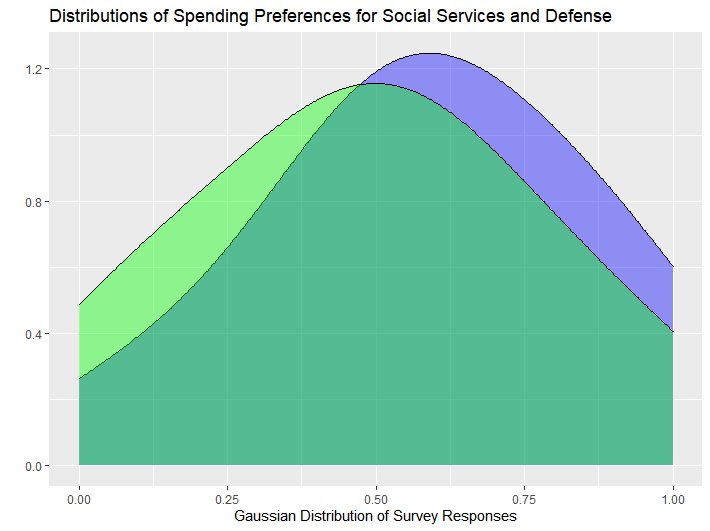 Distributions of Spending Preferences for Social Services and Defense
1.2
0.8
0.4
0.0
0.00 0.25 0.50 0.75 1.00
Gaussian Distribution of Survey Responses